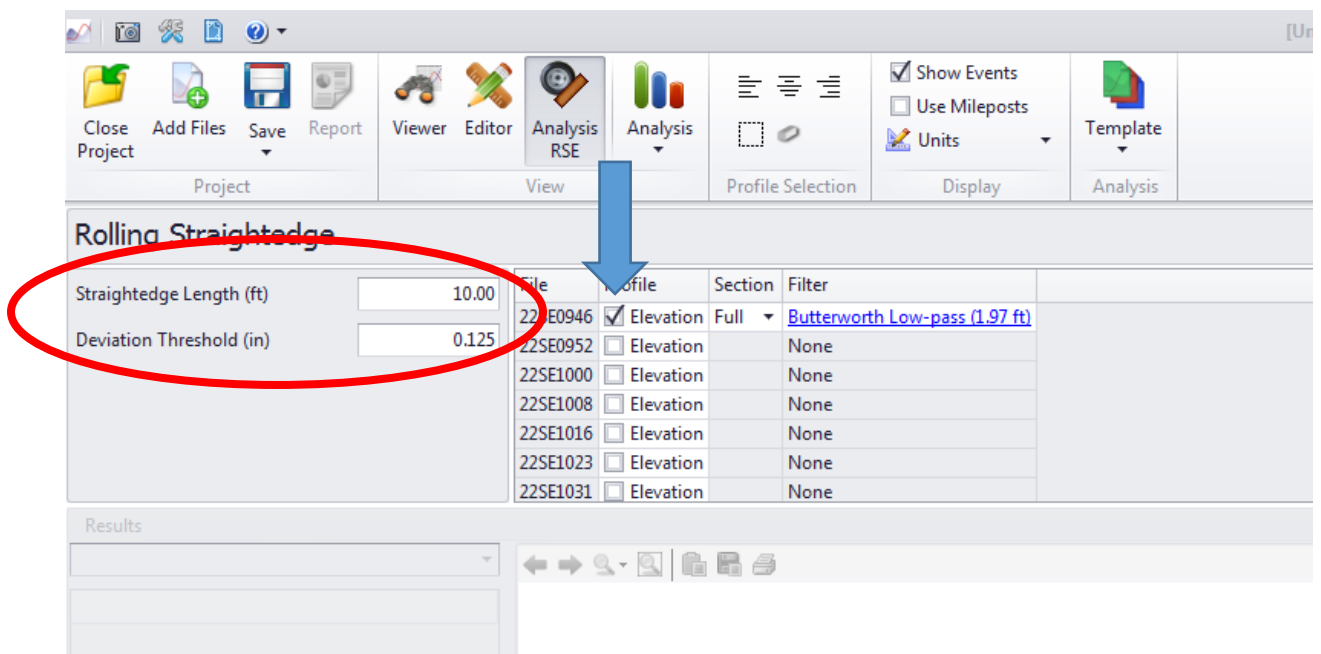 [Un
Close Project
Add Files
Save
Report
Viewer
Editor
Analysis RSE
Analysis
Show Events
Use Mileposts
Units
Template
Project
View
Profile Selection
Display
Analysis
Rolling Straightedge
Straightedge Length (ft) 10.00
Deviation Threshold (in) 0.125
File Profile Section Filter
22SE0946 Elevation Full Butterworth Low-pass (1.97 ft)
22SE0952 Elevation None
22SE1000 Elevation None
22SE1008 Elevation None
22SE1016 Elevation None
22SE1023 Elevation None
22SE1031 Elevation None
Results